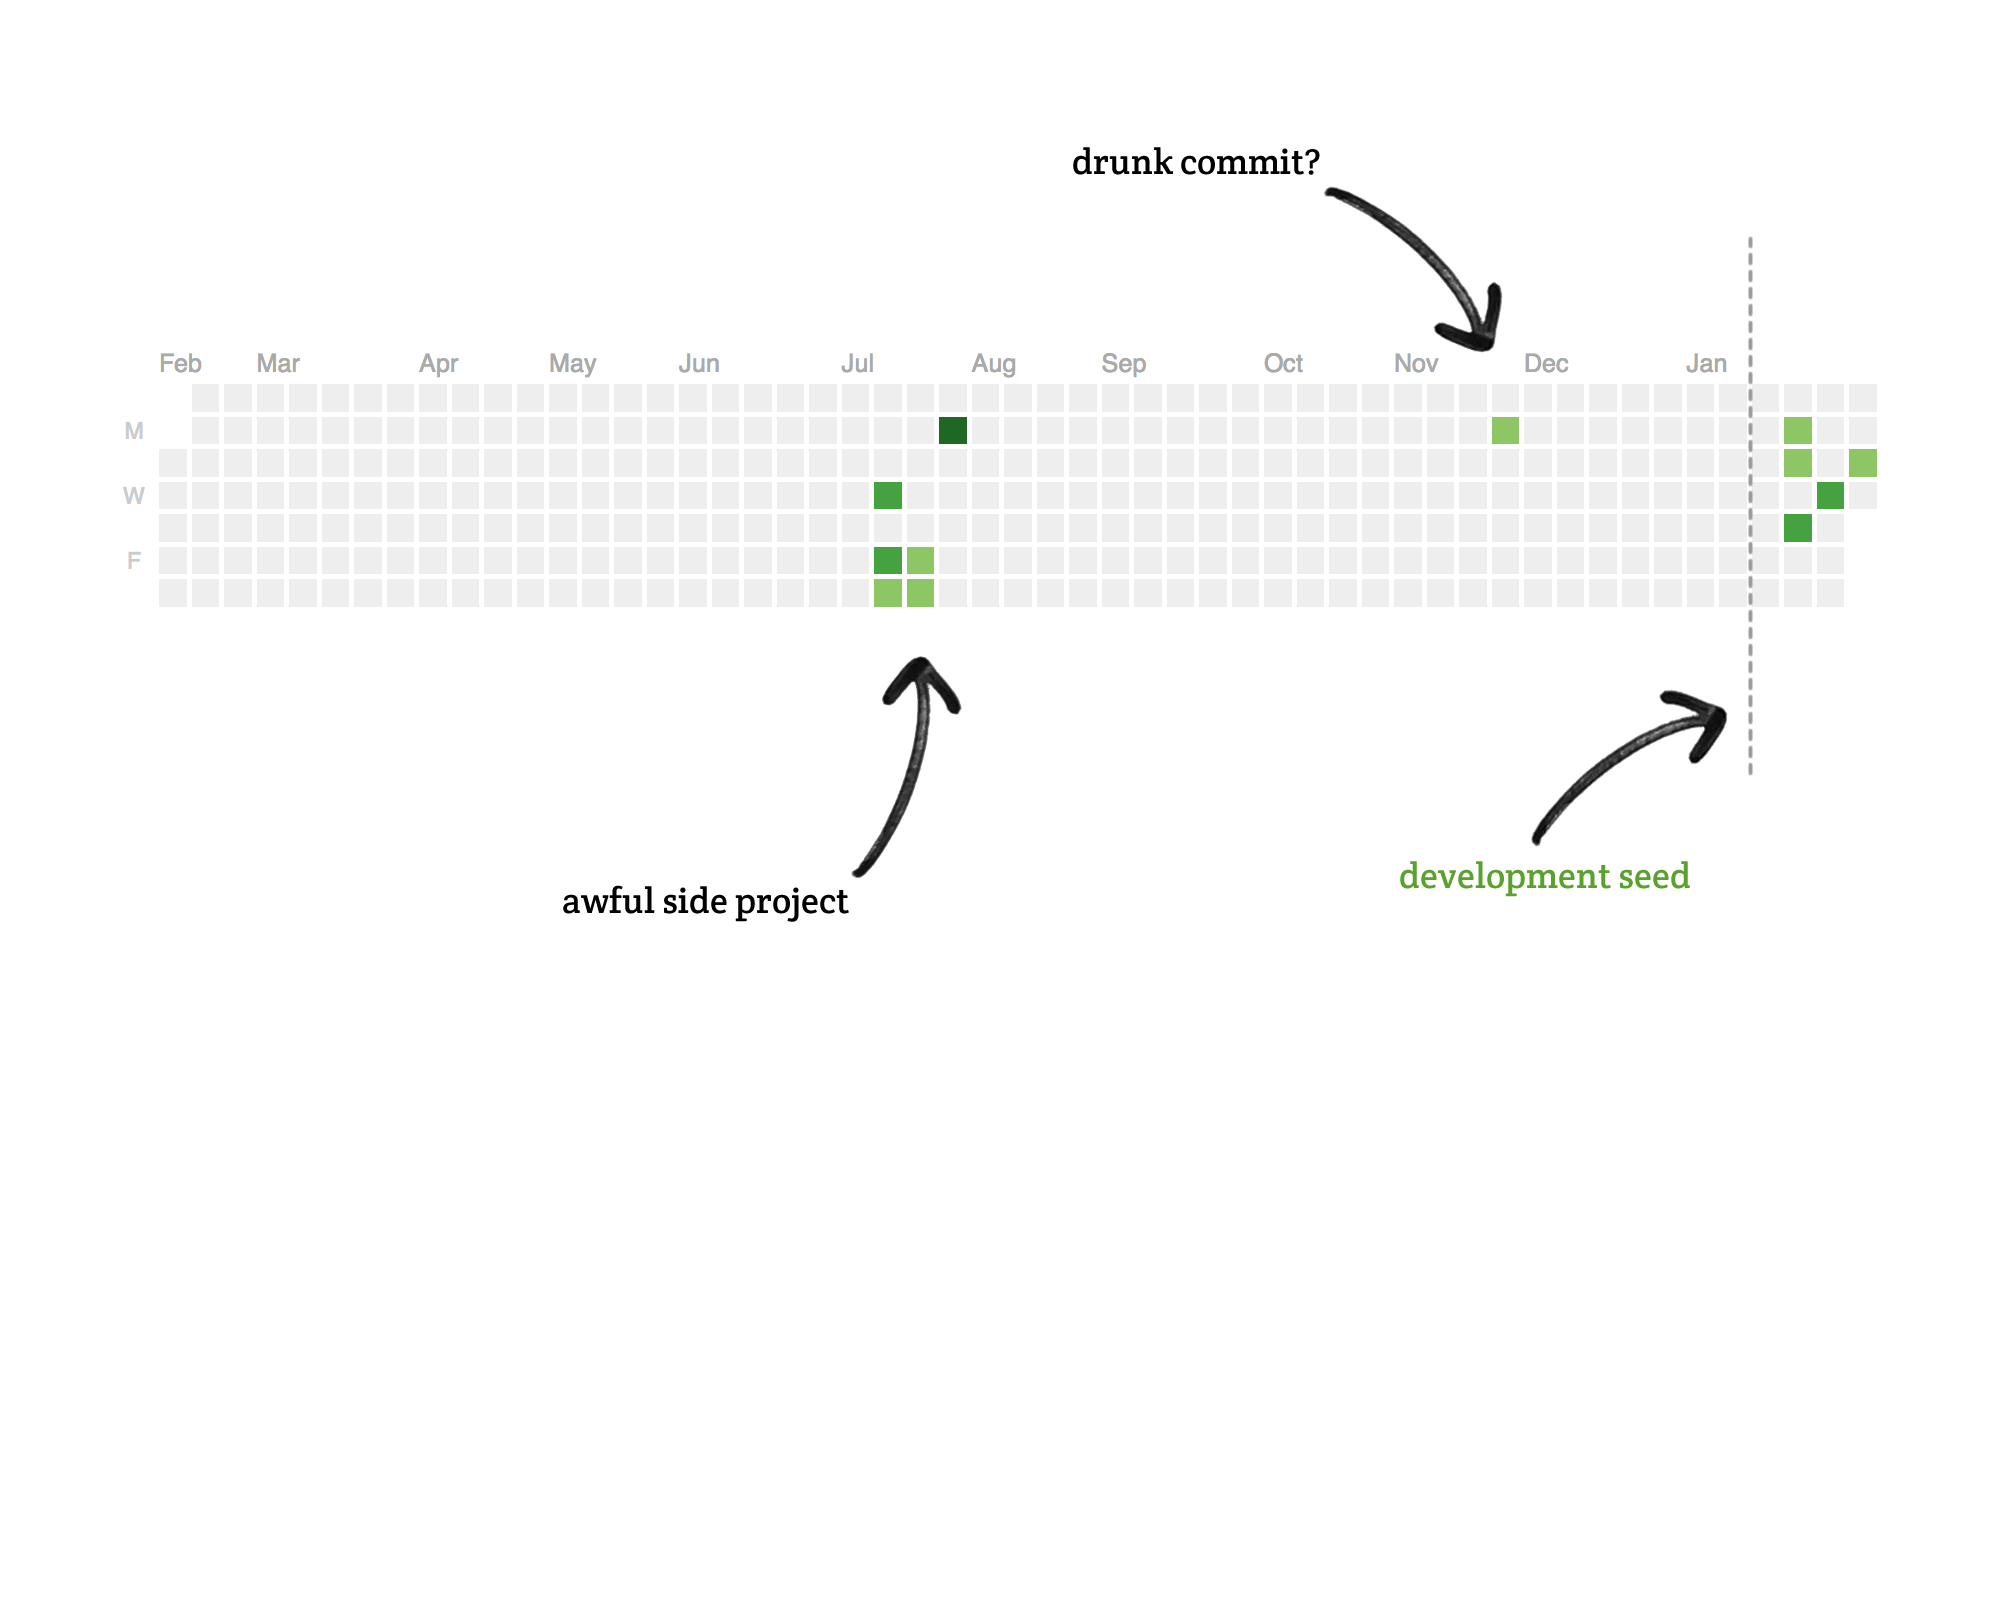 drunk commit?
Feb Mar Apr May Jun Jul Aug Sep Oct Nov Dec Jan
M
W
F
awful side project
development seed